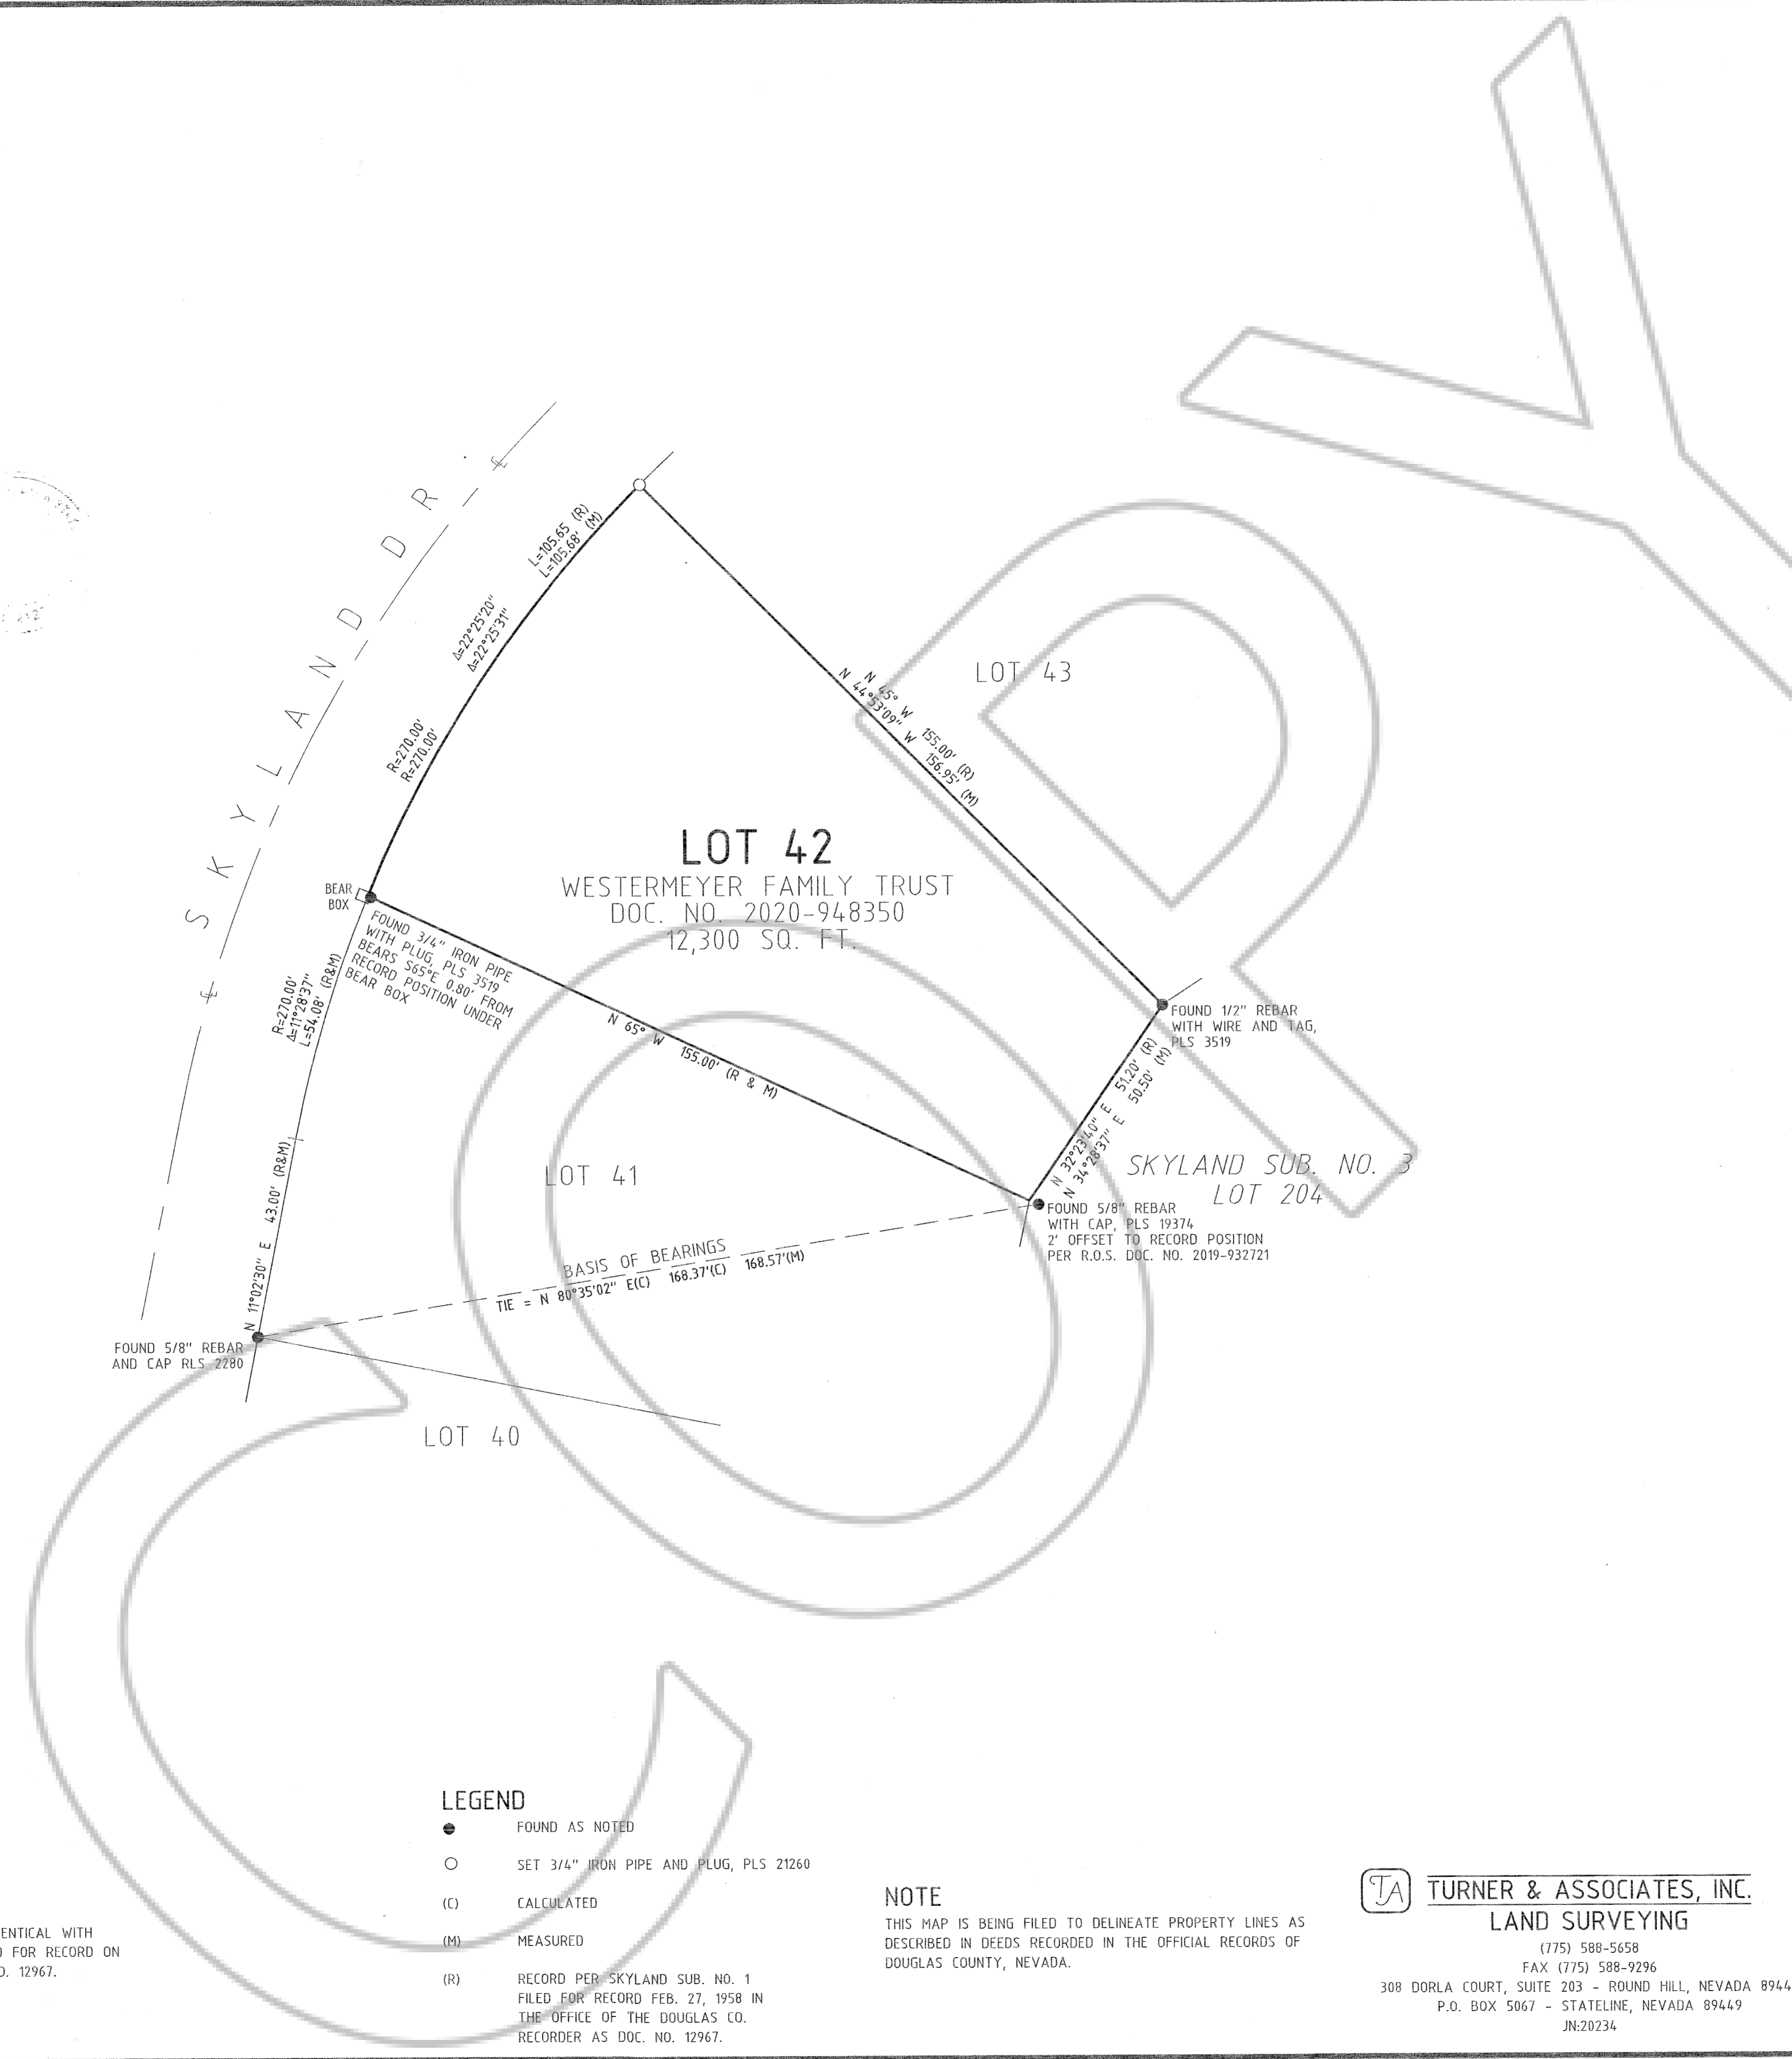 SKYLAND DR.
L=105.65 (R)
L=105.68' (M)
Δ=22°25'20"
Δ=22°25'31"
R=270.00'
R=270.00'
LOT 43
N 45° W 155.00' (R)
N 44°53'09" W 156.95' (M)
LOT 42
WESTERMEYER FAMILY TRUST
DOC. NO. 2020-948350
12,300 SQ. FT.
BEAR
BOX
FOUND 3/4" IRON PIPE
WITH PLUG, PLS 3519
BEARS S65°E 0.80' FROM
RECORD POSITION UNDER
BEAR BOX
R=270.00'
Δ=11°28'37"
L=54.08' (R&M)
N 65° W 155.00' (R & M)
FOUND 1/2" REBAR
WITH WIRE AND TAG,
PLS 3519
N 32°23'40" E 51.20' (R)
N 34°28'37" E 50.50' (M)
SKYLAND SUB. NO. 3
LOT 204
LOT 41
FOUND 5/8" REBAR
WITH CAP, PLS 19374
2' OFFSET TO RECORD POSITION
PER R.O.S. DOC. NO. 2019-932721
N 11°02'30" E 43.00' (R&M)
BASIS OF BEARINGS
TIE = N 80°35'02" E(C) 168.37'(C) 168.57'(M)
FOUND 5/8" REBAR
AND CAP RLS 2280
LOT 40
COPY
LEGEND
FOUND AS NOTED
SET 3/4" IRON PIPE AND PLUG, PLS 21260
(C) CALCULATED
(M) MEASURED
(R) RECORD PER SKYLAND SUB. NO. 1
FILED FOR RECORD FEB. 27, 1958 IN
THE OFFICE OF THE DOUGLAS CO.
RECORDER AS DOC. NO. 12967.
ENTICAL WITH
FOR RECORD ON
O. 12967.
NOTE
THIS MAP IS BEING FILED TO DELINEATE PROPERTY LINES AS
DESCRIBED IN DEEDS RECORDED IN THE OFFICIAL RECORDS OF
DOUGLAS COUNTY, NEVADA.
TA
TURNER & ASSOCIATES, INC.
LAND SURVEYING
(775) 588-5658
FAX (775) 588-9296
308 DORLA COURT, SUITE 203 - ROUND HILL, NEVADA 8944
P.O. BOX 5067 - STATELINE, NEVADA 89449
JN:20234